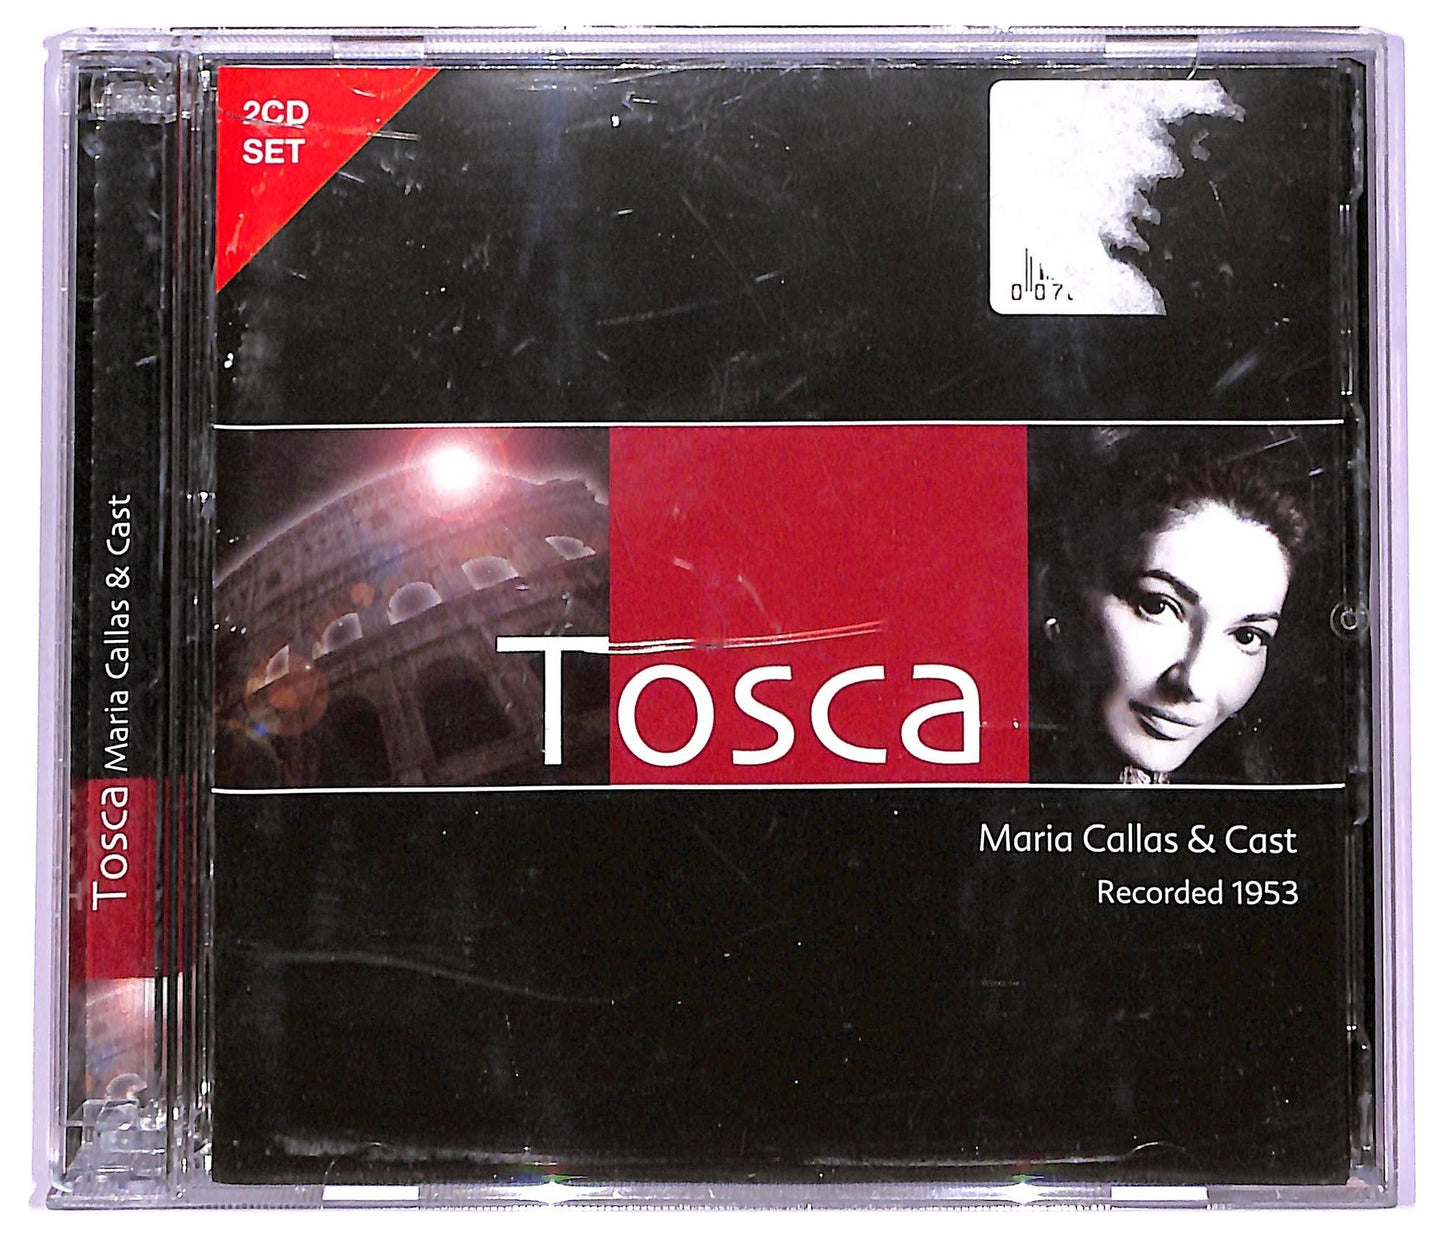 2CD
SET
Tosca
Maria Callas & Cast
Recorded 1953
Tosca Maria Callas & Cast